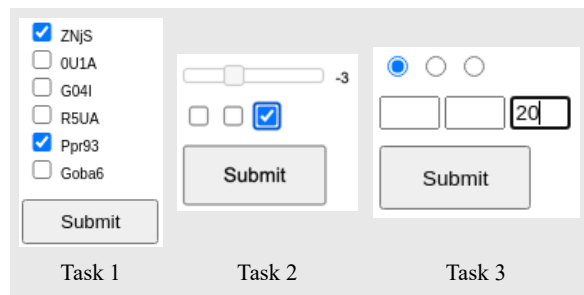 ZNjS
0U1A
G04I
R5UA
Ppr93
Goba6
Submit
Task 1
-3
Submit
Task 2
20
Submit
Task 3